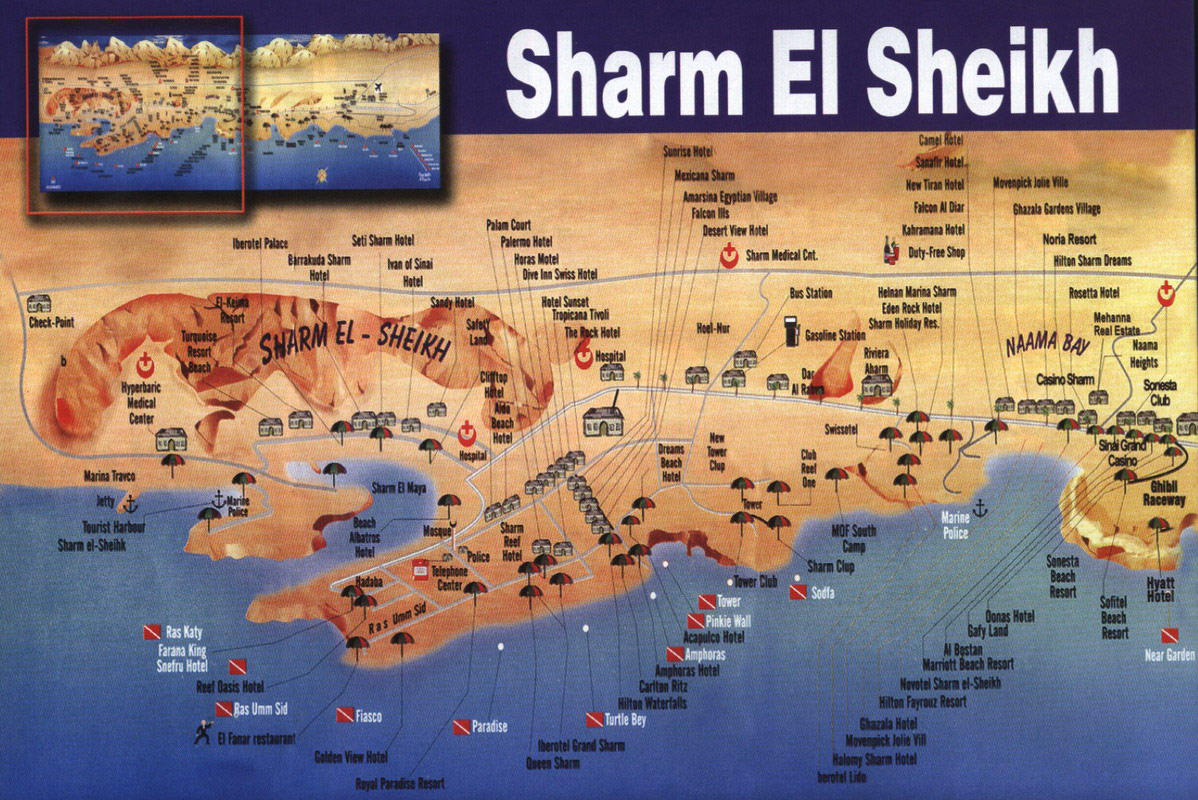 Sharm El Sheikh
Camel Hotel
Sanafir Hotel
New Tiran Hotel
Falcon Al Diar
Kahramana Hotel
Duty-Free Shop
Sunrise Hotel
Mexicana Sharm
Amarsina Egyptian Village
Falcon Ills
Desert View Hotel
Sharm Medical Cnt.
Movenpick Jolie Ville
Ghazala Gardens Village
Noria Resort
Hilton Sharm Dreams
Rosetta Hotel
Mehanna
Real Estate
Naama
Heights
Sonesta
Club
Palam Court
Palermo Hotel
Horas Motel
Dive Inn Swiss Hotel
Hotel Sunset
Tropicana Tivoli
The Rock Hotel
Hospital
Iberotel Palace
Seti Sharm Hotel
Barrakuda Sharm
Hotel
Ivan of Sinai
Hotel
Sandy Hotel
Safety
Land
Check-Point
El-Kejma
Resort
Turquoise
Resort
Beach
SHARM EL - SHEIKH
b
Hyperbaric
Medical
Center
Clifftop
Hotel
Aida
Beach
Hotel
Hospital
Bus Station
Hoel-Nur
Gasoline Station
Heinan Marina Sharm
Eden Rock Hotel
Sharm Holiday Res.
Riviera
Aharm
NAAMA BAY
Casino Sharm
Swissotel
Sinai Grand
Casino
Ghibli
Raceway
Marina Travco
Jetty
Marine
Police
Tourist Harbour
Sharm el-Sheihk
Sharm El Maya
Beach
Albatros
Hotel
Mosque
Police
Telephone
Center
Sharm
Reef
Hotel
Hadaba
Ras Umm Sid
Dreams
Beach
Hotel
New
Tower
Clup
Tower
Club
Reef
One
MOF South
Camp
Sharm Clup
Tower Club
Marine
Police
Sonesta
Beach
Resort
Sofitel
Beach
Resort
Hyatt
Hotel
Near Garden
Sodfa
Tower
Pinkie Wall
Acapulco Hotel
Amphoras
Amphoras Hotel
Carlton Ritz
Hilton Waterfalls
Turtle Bey
Iberotel Grand Sharm
Queen Sharm
Paradise
Royal Paradise Resort
Golden View Hotel
Fiasco
Ras Katy
Farana King
Snefru Hotel
Reef Oasis Hotel
Ras Umm Sid
El Fanar restaurant
Donas Hotel
Gafy Land
Al Bostan
Marriott Beach Resort
Novotel Sharm el-Sheikh
Hilton Fayrouz Resort
Ghazala Hotel
Movenpick Jolie Vill
Halomy Sharm Hotel
berotel Lido